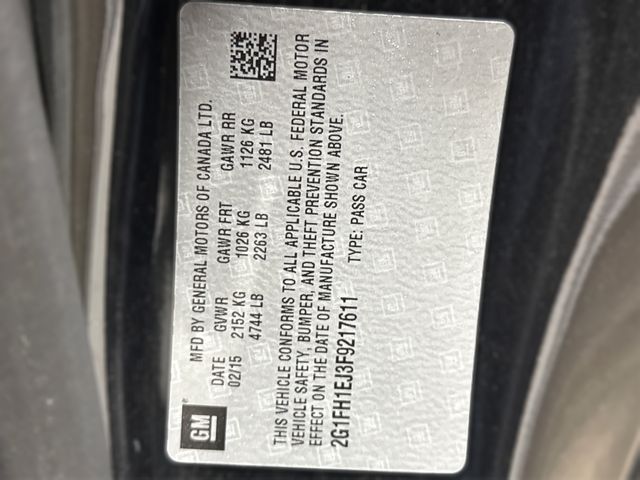 GM
MFD BY GENERAL MOTORS OF CANADA LTD.
DATE GVWR GAWR FRT GAWR RR
02/15 2152 KG 1026 KG 1126 KG
4744 LB 2263 LB 2481 LB
THIS VEHICLE CONFORMS TO ALL APPLICABLE U.S. FEDERAL MOTOR
VEHICLE SAFETY, BUMPER, AND THEFT PREVENTION STANDARDS IN
EFFECT ON THE DATE OF MANUFACTURE SHOWN ABOVE.
2G1FH1EJ3F9217611 TYPE: PASS CAR